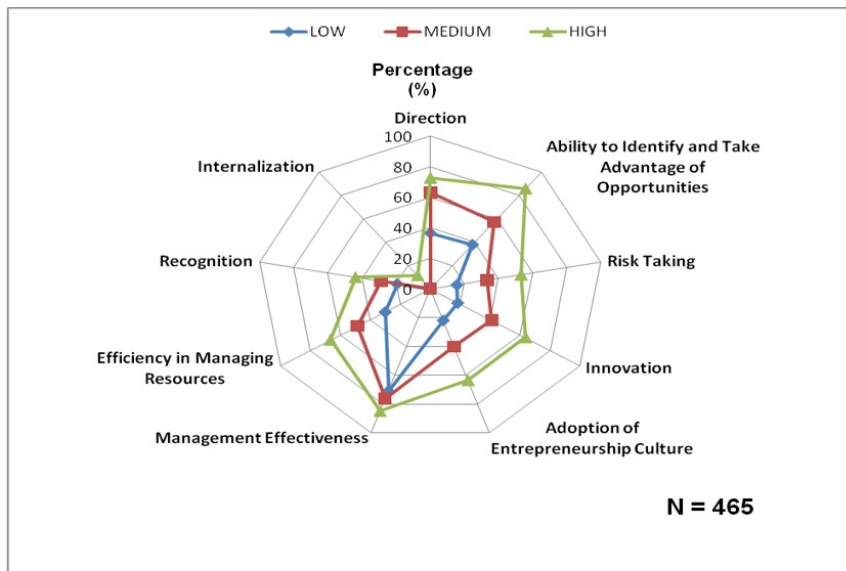 LOW MEDIUM HIGH
Percentage
(%)
Direction
100
80
60
40
20
0
Ability to Identify and Take
Advantage of
Opportunities
Risk Taking
Innovation
Adoption of
Entrepreneurship Culture
Management Effectiveness
Efficiency in Managing
Resources
Recognition
Internalization
N = 465